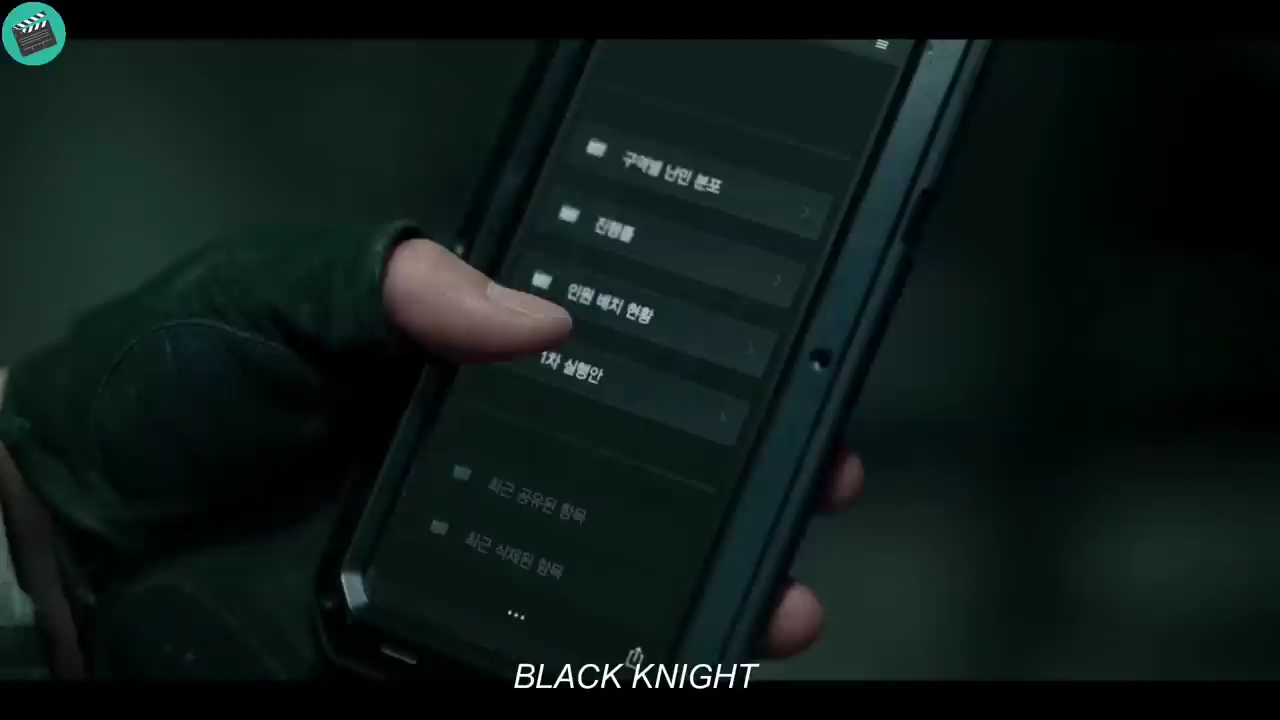 구역별 난민 분포
진행률
인원 배치 현황
1차 실행안
최근 공유된 항목
최근 삭제된 항목
BLACK KNIGHT